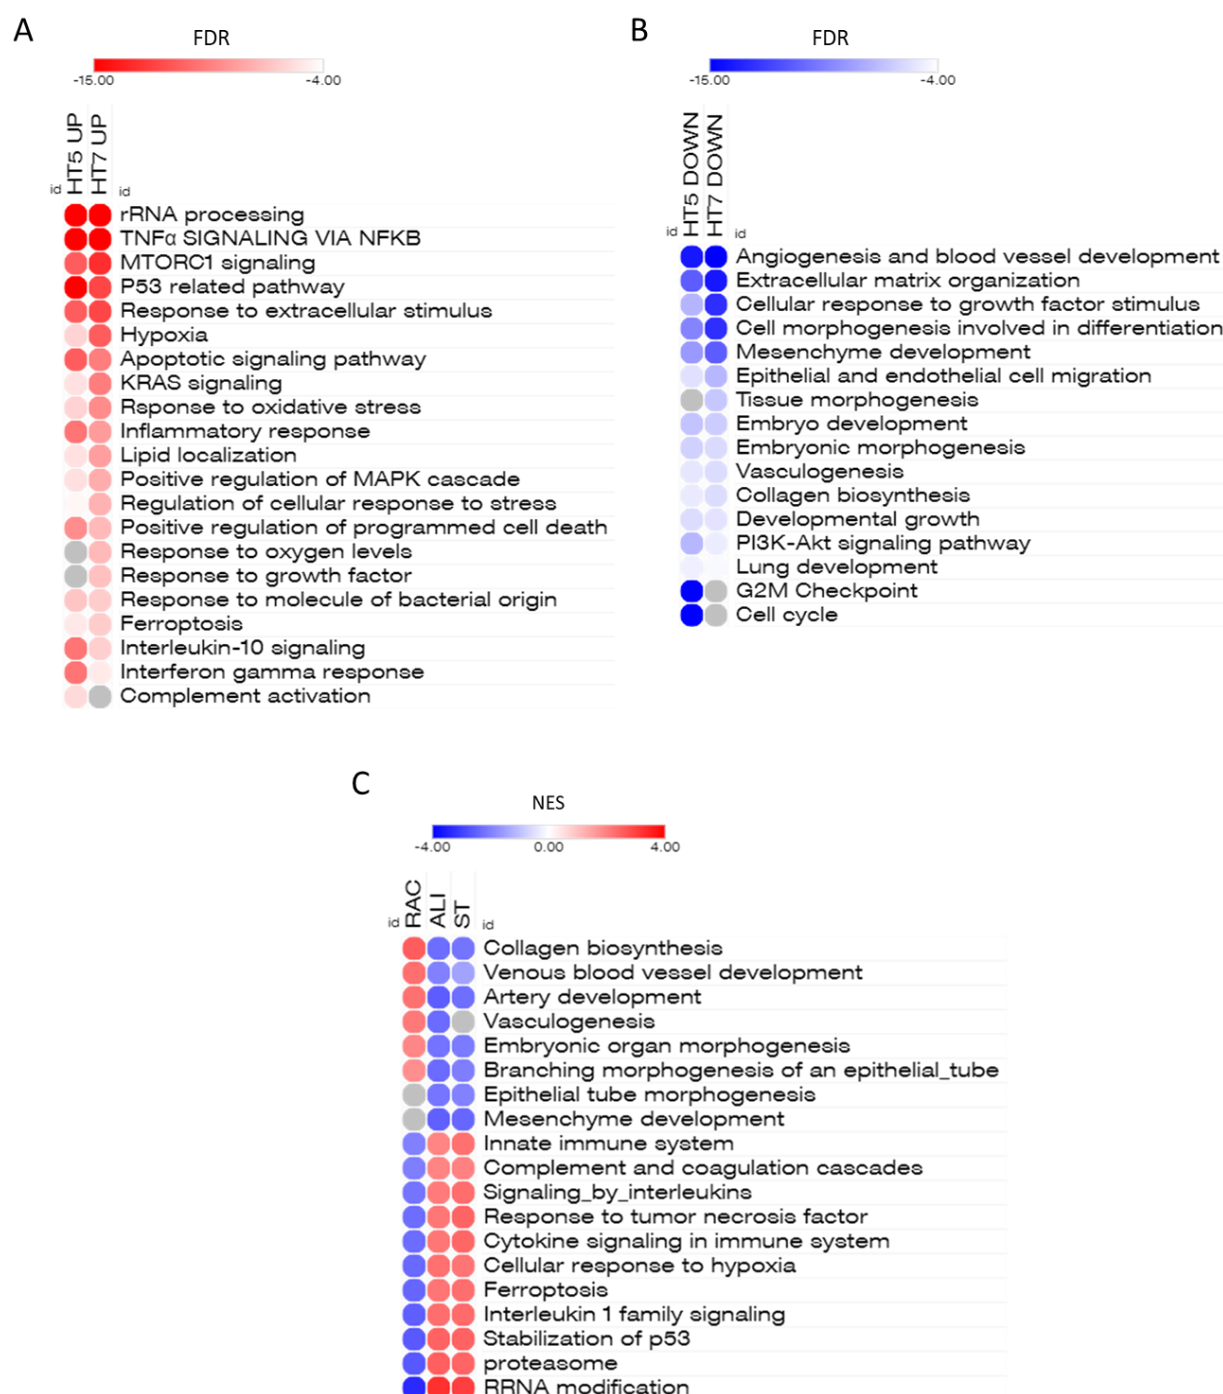 A
FDR
-15.00 -4.00
HT5 UP
HT7 UP
id id
rRNA processing
TNFα SIGNALING VIA NFKB
MTORC1 signaling
P53 related pathway
Response to extracellular stimulus
Hypoxia
Apoptotic signaling pathway
KRAS signaling
Rsponse to oxidative stress
Inflammatory response
Lipid localization
Positive regulation of MAPK cascade
Regulation of cellular response to stress
Positive regulation of programmed cell death
Response to oxygen levels
Response to growth factor
Response to molecule of bacterial origin
Ferroptosis
Interleukin-10 signaling
Interferon gamma response
Complement activation
B
FDR
-15.00 -4.00
HT5 DOWN
HT7 DOWN
id id
Angiogenesis and blood vessel development
Extracellular matrix organization
Cellular response to growth factor stimulus
Cell morphogenesis involved in differentiation
Mesenchyme development
Epithelial and endothelial cell migration
Tissue morphogenesis
Embryo development
Embryonic morphogenesis
Vasculogenesis
Collagen biosynthesis
Developmental growth
PI3K-Akt signaling pathway
Lung development
G2M Checkpoint
Cell cycle
C
NES
-4.00 0.00 4.00
RAC
ALI
ST
id id
Collagen biosynthesis
Venous blood vessel development
Artery development
Vasculogenesis
Embryonic organ morphogenesis
Branching morphogenesis of an epithelial_tube
Epithelial tube morphogenesis
Mesenchyme development
Innate immune system
Complement and coagulation cascades
Signaling_by_interleukins
Response to tumor necrosis factor
Cytokine signaling in immune system
Cellular response to hypoxia
Ferroptosis
Interleukin 1 family signaling
Stabilization of p53
proteasome
RRNA modification